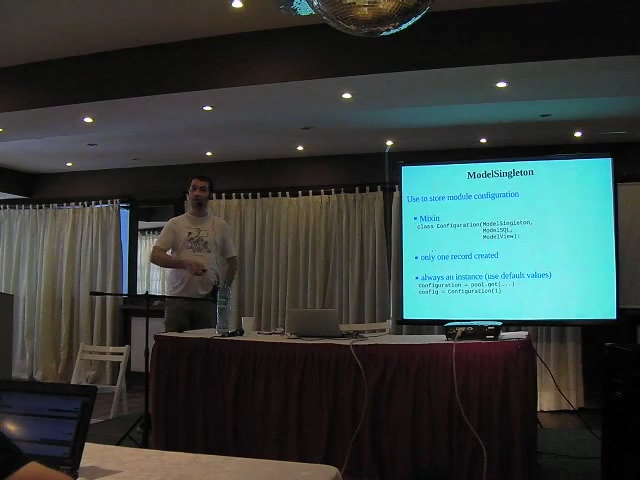 ModelSingleton
Use to store module configuration
Mixin
class Configuration(ModelSingleton,
ModelSQL,
ModelView):
only one record created
always an instance (use default values)
Configuration = pool.get(...)
config = Configuration(1)